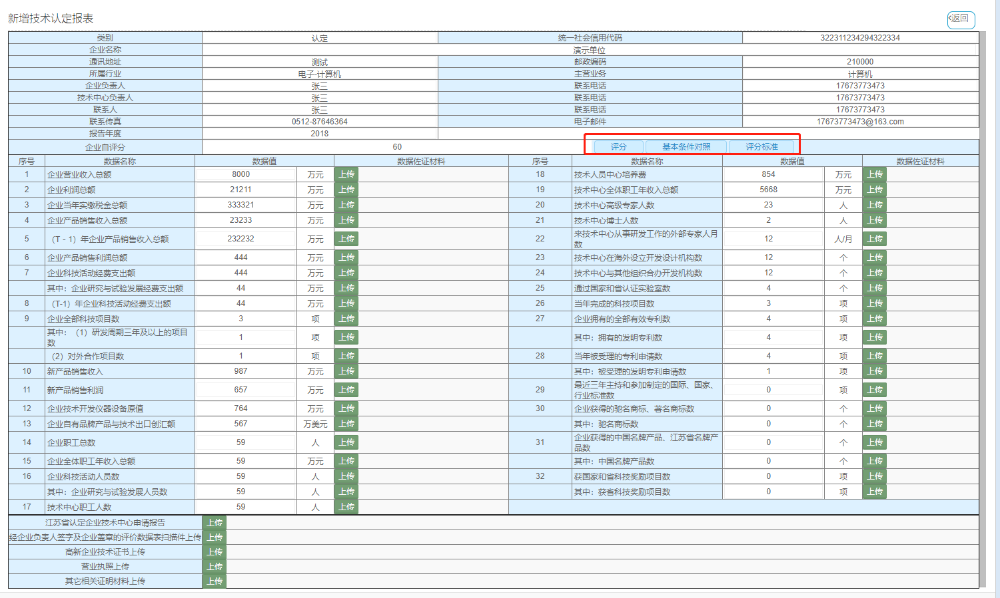 新增技术认定报表
返回
类别 认定 统一社会信用代码 322311234294322334
企业名称 演示单位
通讯地址 测试 邮政编码 210000
所属行业 电子-计算机 主营业务 计算机
企业负责人 张三 联系电话 17673773473
技术中心负责人 张三 联系电话 17673773473
联系人 张三 联系电话 17673773473
联系传真 0512-87646364 电子邮件 17673773473@163.com
报告年度 2018
企业自评分 60 评分 基本条件对照 评分标准
序号 数据名称 数据值 数据佐证材料 序号 数据名称 数据值 数据佐证材料
1 企业营业收入总额 8000 万元 上传 18 技术人员中心培养费 854 万元 上传
2 企业利润总额 21211 万元 上传 19 技术中心全体职工年收入总额 5668 万元 上传
3 企业当年实缴税金总额 333321 万元 上传 20 技术中心高级专家人数 23 人 上传
4 企业产品销售收入总额 23233 万元 上传 21 技术中心博士人数 2 人 上传
5 （T - 1）年企业产品销售收入总额 232232 万元 上传 22 来技术中心从事研发工作的外部专家人月
数 12 人/月 上传
6 企业产品销售利润总额 444 万元 上传 23 技术中心在海外设立开发设计机构数 12 个 上传
7 企业科技活动经费支出额 444 万元 上传 24 技术中心与其他组织合办开发机构数 12 个 上传
其中：企业研究与试验发展经费支出额 44 万元 上传 25 通过国家和省认证实验室数 4 个 上传
8 （T-1）年企业科技活动经费支出额 44 万元 上传 26 当年完成的科技项目数 3 项 上传
9 企业全部科技项目数 3 项 上传 27 企业拥有的全部有效专利数 4 项 上传
其中：（1）研发周期三年及以上的项目
数 1 项 上传 其中：拥有的发明专利数 4 项 上传
（2）对外合作项目数 1 项 上传 28 当年被受理的专利申请数 4 项 上传
10 新产品销售收入 987 万元 上传 其中：被受理的发明专利申请数 1 项 上传
11 新产品销售利润 657 万元 上传 29 最近三年主持和参加制定的国际、国家、
行业标准数 0 项 上传
12 企业技术开发仪器设备原值 764 万元 上传 30 企业获得的驰名商标、著名商标数 0 个 上传
13 企业自有品牌产品与技术出口创汇额 567 万美元 上传 其中：驰名商标数 0 个 上传
14 企业职工总数 59 人 上传 31 企业获得的中国名牌产品、江苏省名牌产
品数 0 个 上传
15 企业全体职工年收入总额 59 万元 上传 其中：中国名牌产品数 0 个 上传
16 企业科技活动人员数 59 人 上传 32 获国家和省科技奖励项目数 0 项 上传
其中：企业研究与试验发展人员数 59 人 上传 其中：获省科技奖励项目数 0 项 上传
17 技术中心职工人数 59 人 上传
江苏省认定企业技术中心申请报告 上传
经企业负责人签字及企业盖章的评价数据表扫描件上传 上传
高新企业技术证书上传 上传
营业执照上传 上传
其它相关证明材料上传 上传